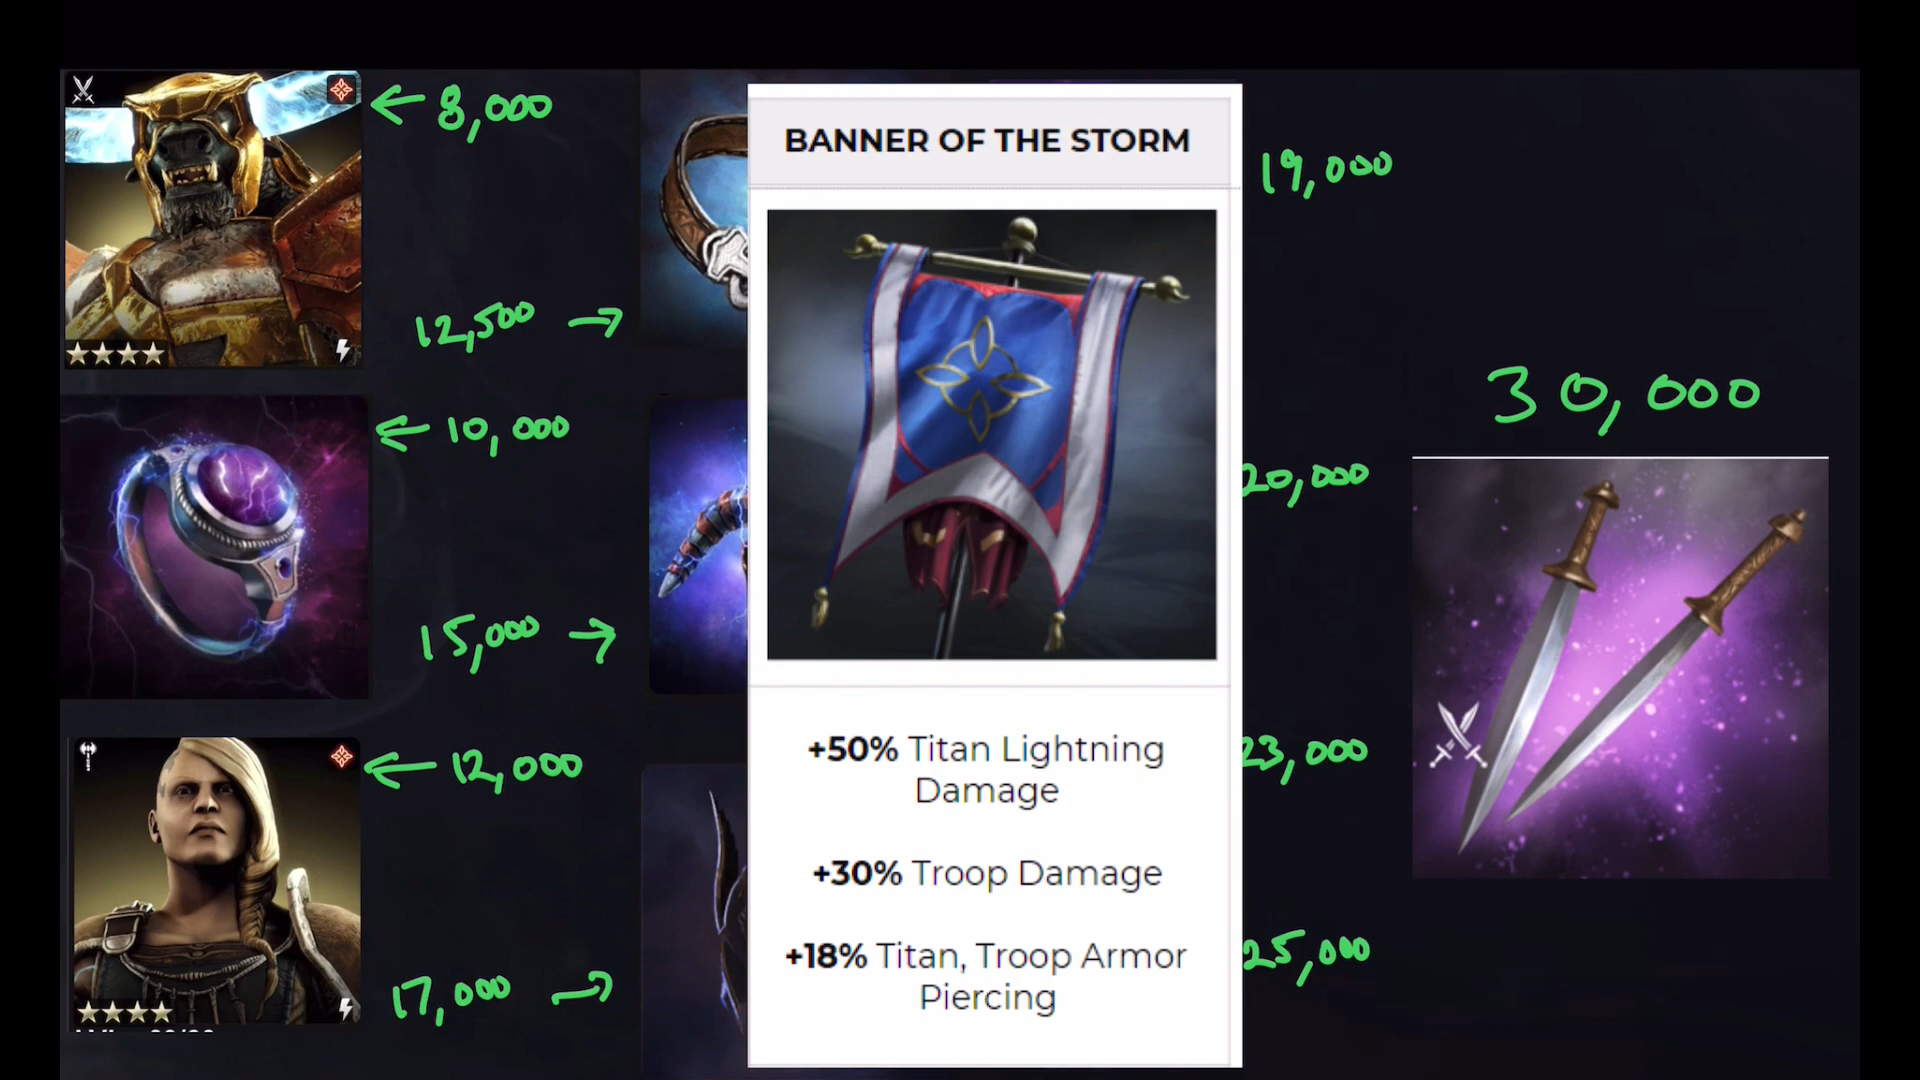 8,000
12,500
10,000
15,000
12,000
17,000
BANNER OF THE STORM
+50% Titan Lightning
Damage
+30% Troop Damage
+18% Titan, Troop Armor
Piercing
19,000
20,000
23,000
25,000
30,000